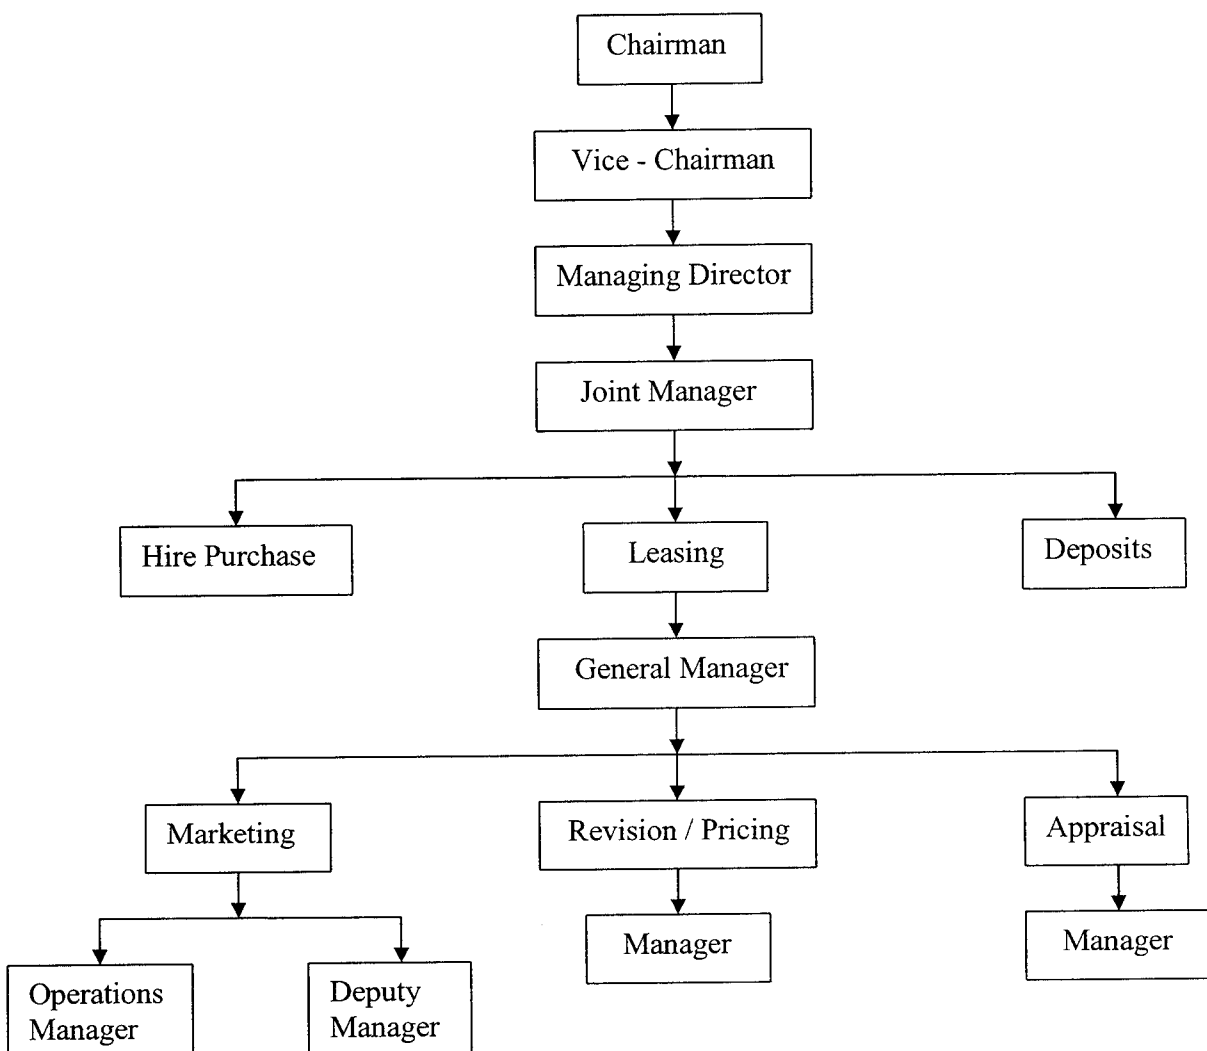 Chairman
Vice - Chairman
Managing Director
Joint Manager
Hire Purchase
Leasing
Deposits
General Manager
Marketing
Revision / Pricing
Appraisal
Manager
Manager
Operations
Manager
Deputy
Manager